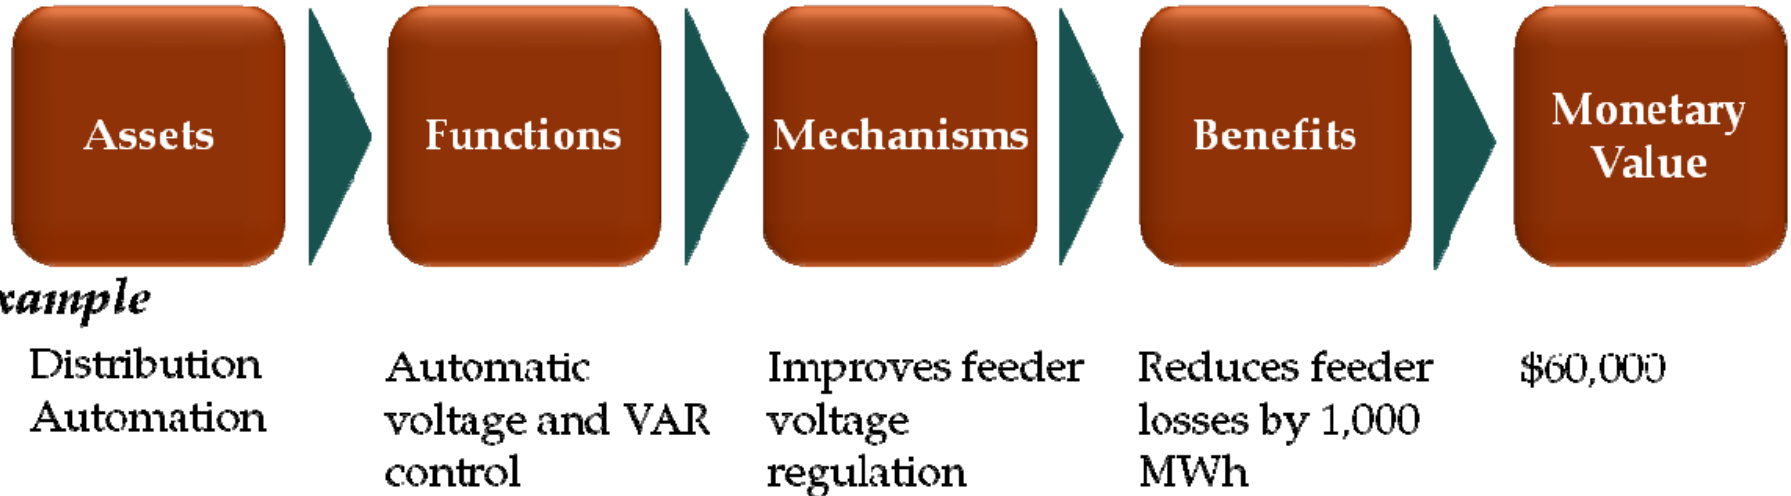 Assets
Functions
Mechanisms
Benefits
Monetary
Value
xample
Distribution
Automation
Automatic
voltage and VAR
control
Improves feeder
voltage
regulation
Reduces feeder
losses by 1,000
MWh
$60,000